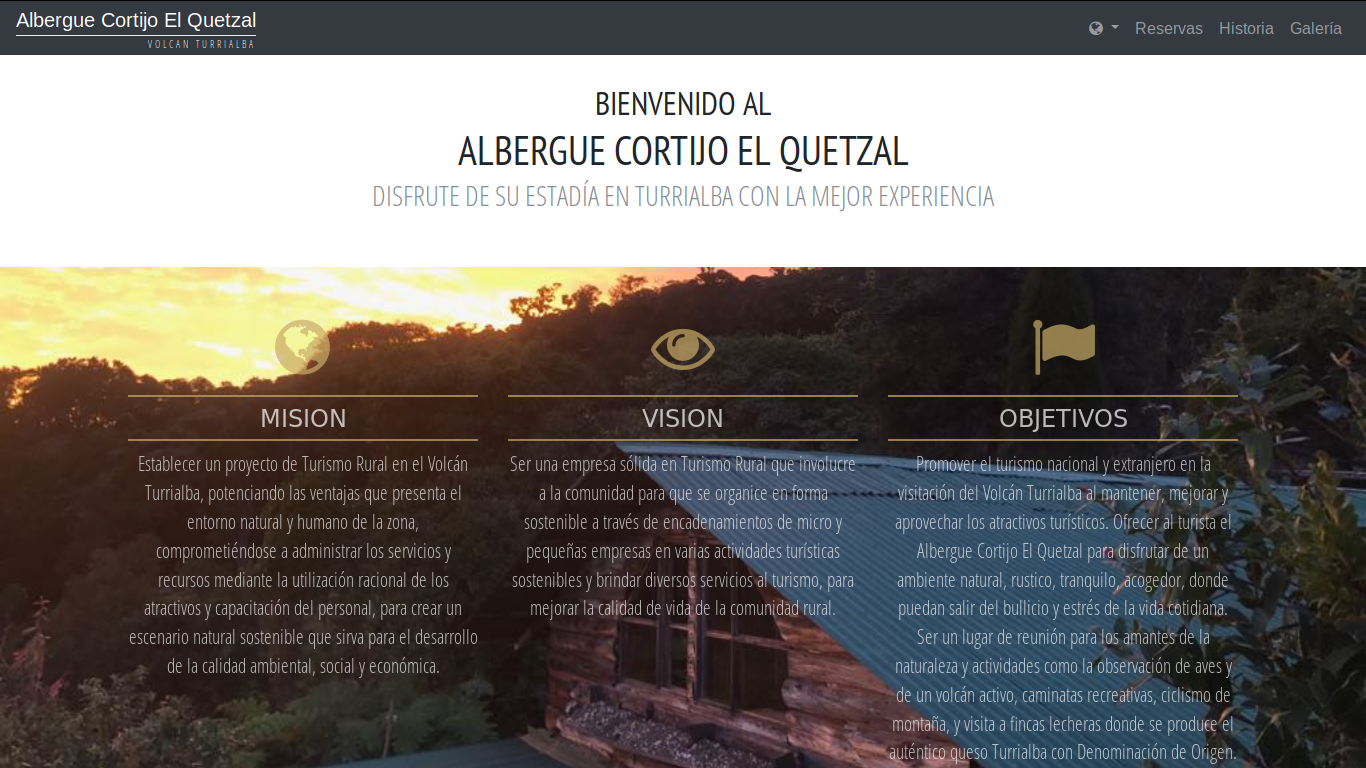 Albergue Cortijo El Quetzal
VOLCAN TURRIALBA
Reservas Historia Galería
BIENVENIDO AL
ALBERGUE CORTIJO EL QUETZAL
DISFRUTE DE SU ESTADÍA EN TURRIALBA CON LA MEJOR EXPERIENCIA
MISION
Establecer un proyecto de Turismo Rural en el Volcán
Turrialba, potenciando las ventajas que presenta el
entorno natural y humano de la zona,
comprometiéndose a administrar los servicios y
recursos mediante la utilización racional de los
atractivos y capacitación del personal, para crear un
escenario natural sostenible que sirva para el desarrollo
de la calidad ambiental, social y económica.
VISION
Ser una empresa sólida en Turismo Rural que involucre
a la comunidad para que se organice en forma
sostenible a través de encadenamientos de micro y
pequeñas empresas en varias actividades turísticas
sostenibles y brindar diversos servicios al turismo, para
mejorar la calidad de vida de la comunidad rural.
OBJETIVOS
Promover el turismo nacional y extranjero en la
visitación del Volcán Turrialba al mantener, mejorar y
aprovechar los atractivos turísticos. Ofrecer al turista el
Albergue Cortijo El Quetzal para disfrutar de un
ambiente natural, rustico, tranquilo, acogedor, donde
puedan salir del bullicio y estrés de la vida cotidiana.
Ser un lugar de reunión para los amantes de la
naturaleza y actividades como la observación de aves y
de un volcán activo, caminatas recreativas, ciclismo de
montaña, y visita a fincas lecheras donde se produce el
auténtico queso Turrialba con Denominación de Origen.